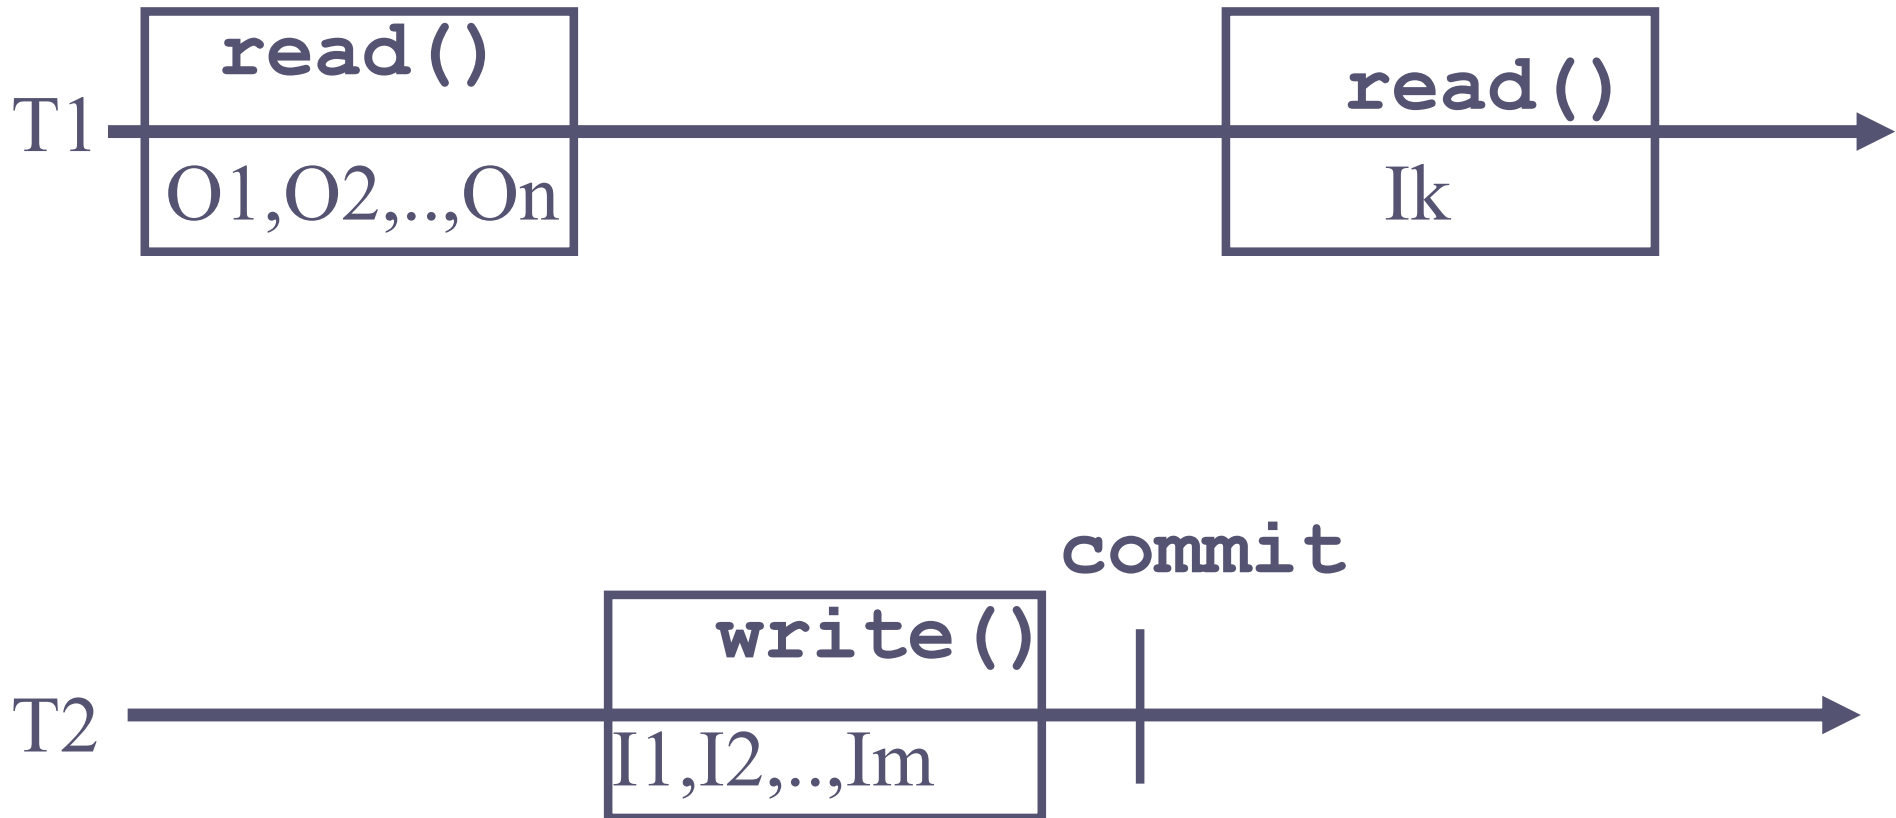 read()
read()
T1
O1,O2,..,On
Ik
commit
write()
T2
I1,I2,..,Im